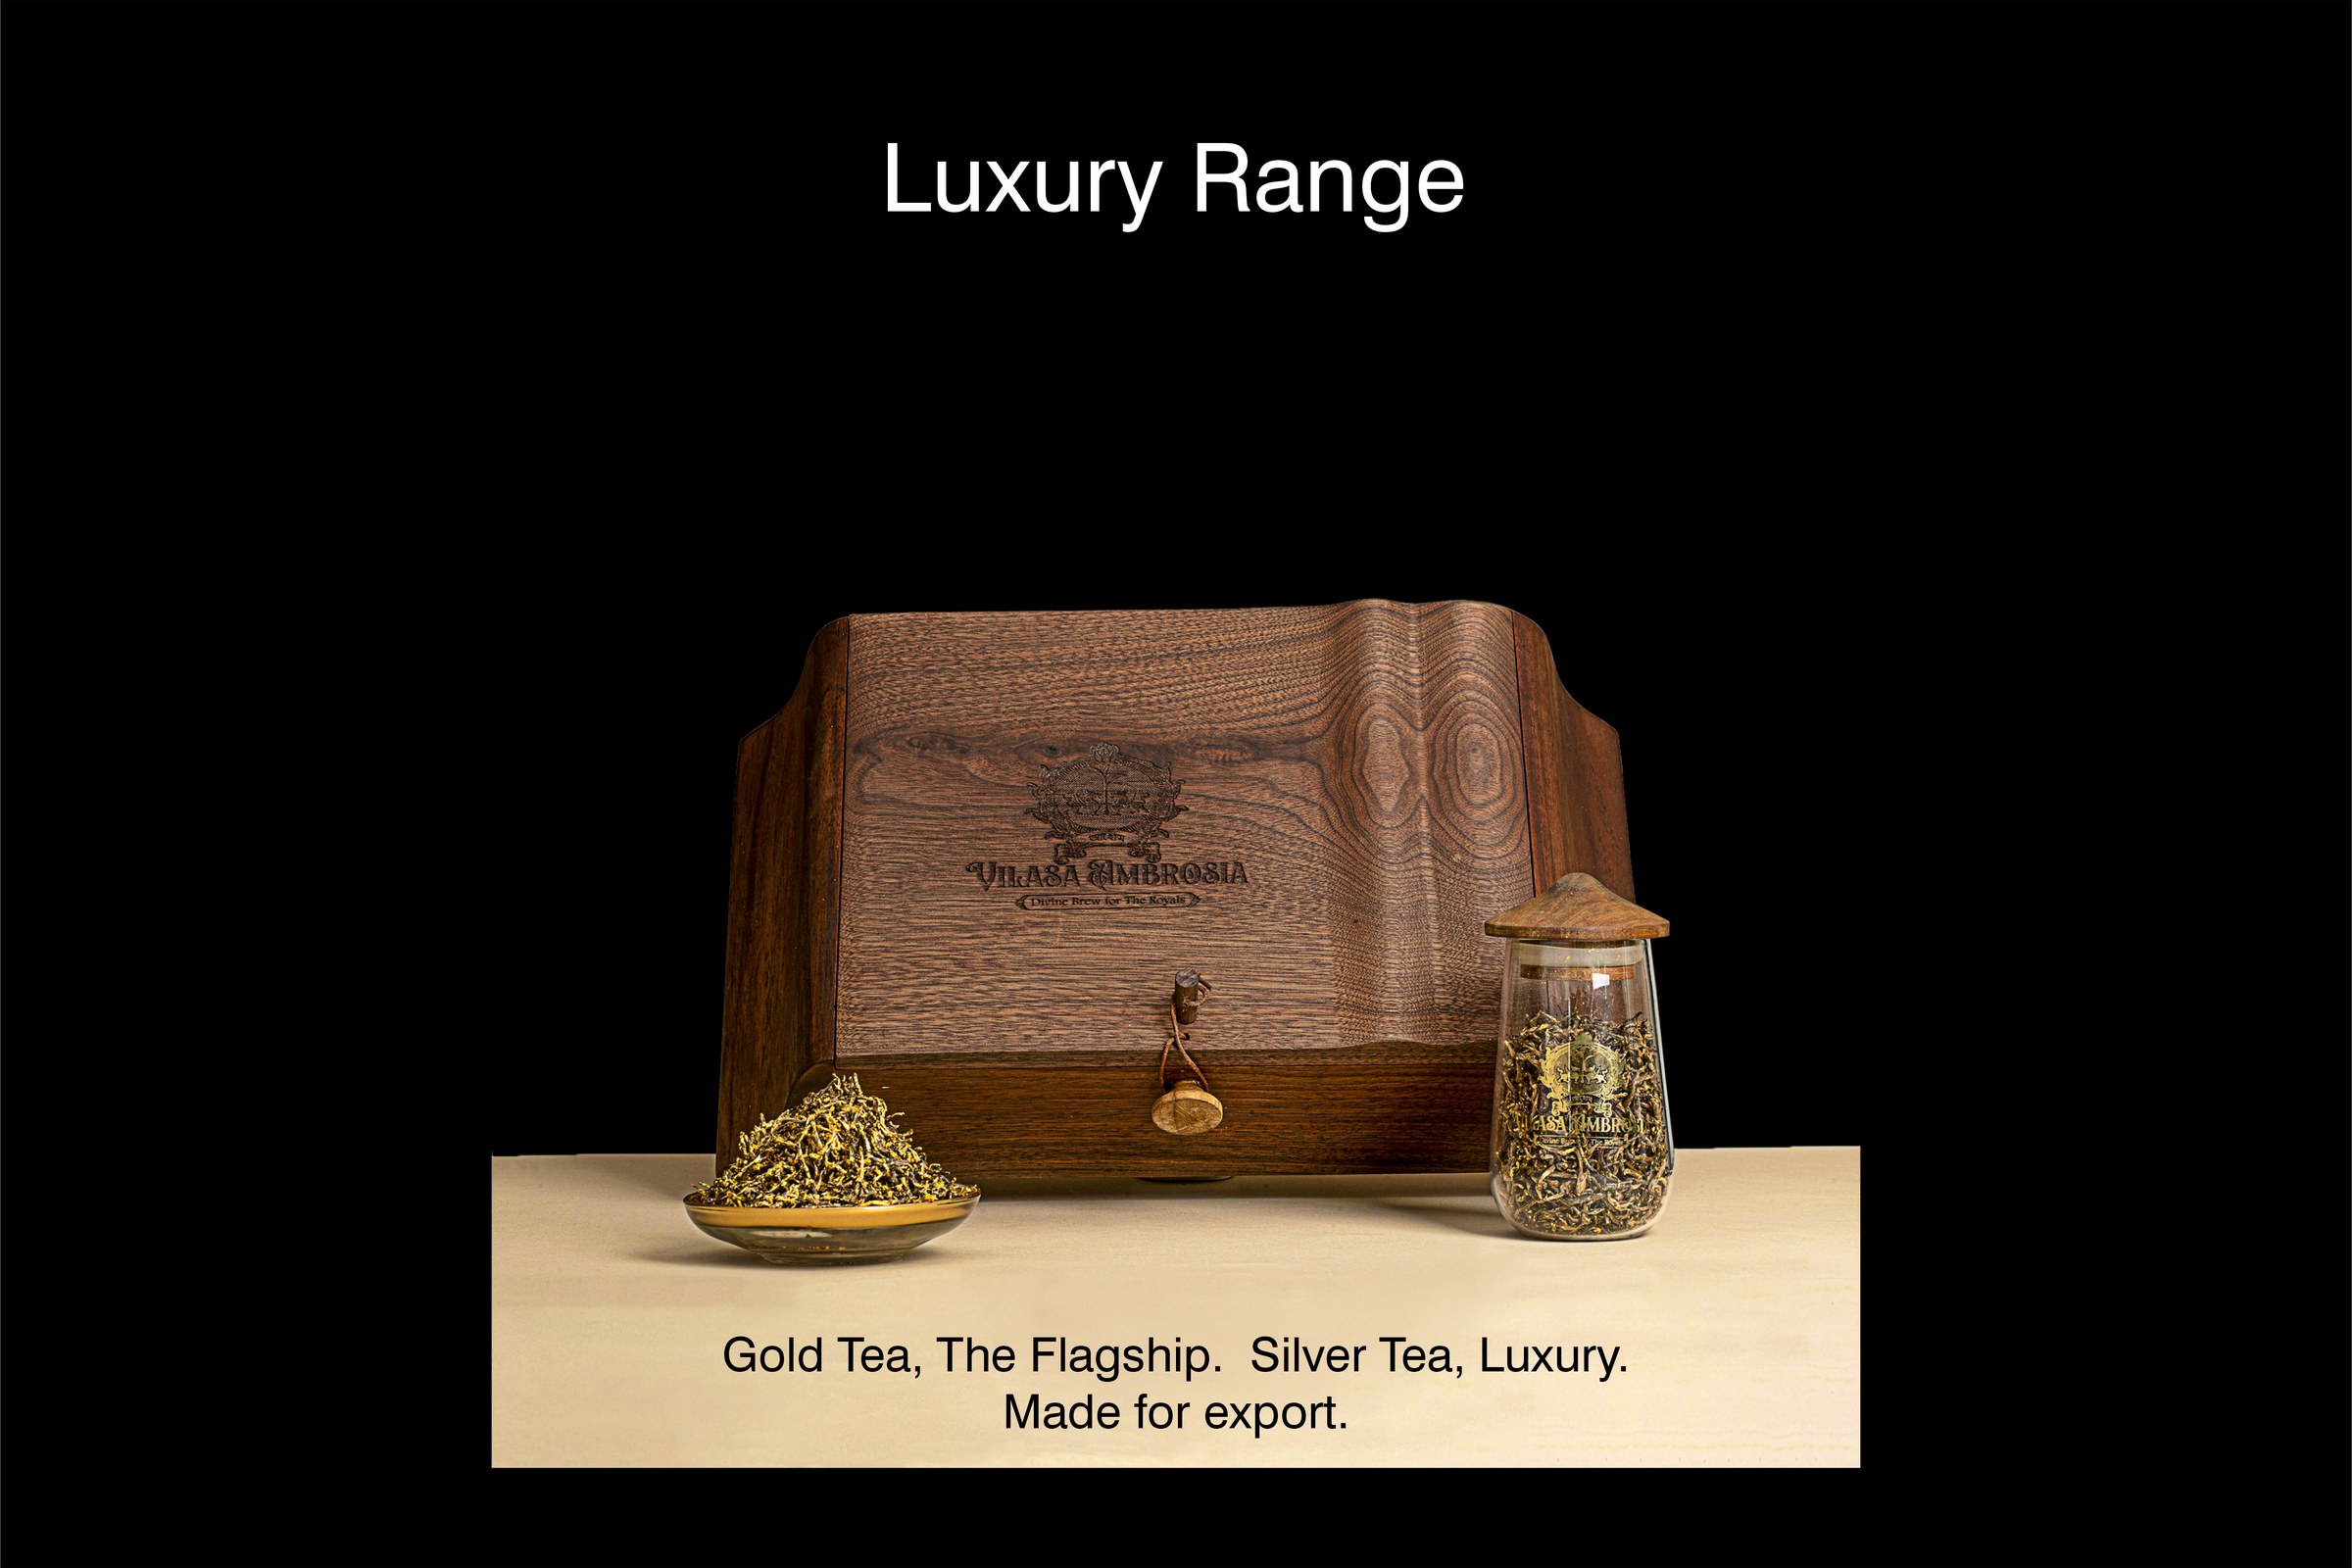 Luxury Range
VILASA AMBROSIA
Divine Brew for The Royals
Gold Tea, The Flagship.  Silver Tea, Luxury.
Made for export.